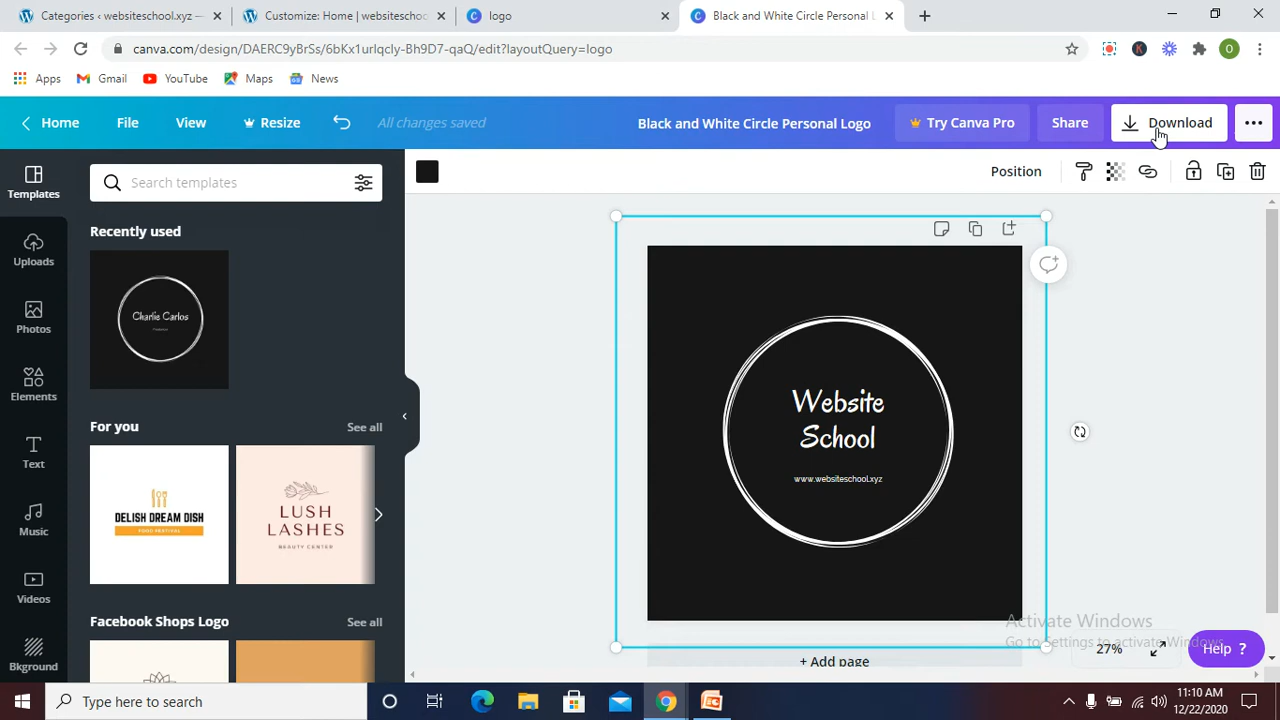 Categories ‹ websiteschool.xyz —
Customize: Home | websiteschoo
logo
Black and White Circle Personal L
canva.com/design/DAERC9yBrSs/6bKx1urIqcIy-Bh9D7-qaQ/edit?layoutQuery=logo
K
O
Apps
Gmail
YouTube
Maps
News
Home
File
View
Resize
All changes saved
Black and White Circle Personal Logo
Try Canva Pro
Share
Download
Templates
Search templates
Position
Uploads
Photos
Elements
Text
Music
Videos
Bkground
Recently used
Charlie Carlos
For you
See all
DELISH DREAM DISH
FOOD FESTIVAL
LUSH
LASHES
BEAUTY CENTER
Facebook Shops Logo
See all
Website
School
www.websiteschool.xyz
+ Add page
Activate Windows
Go to Settings to activate Windows.
27%
Help ?
Type here to search
11:10 AM
12/22/2020